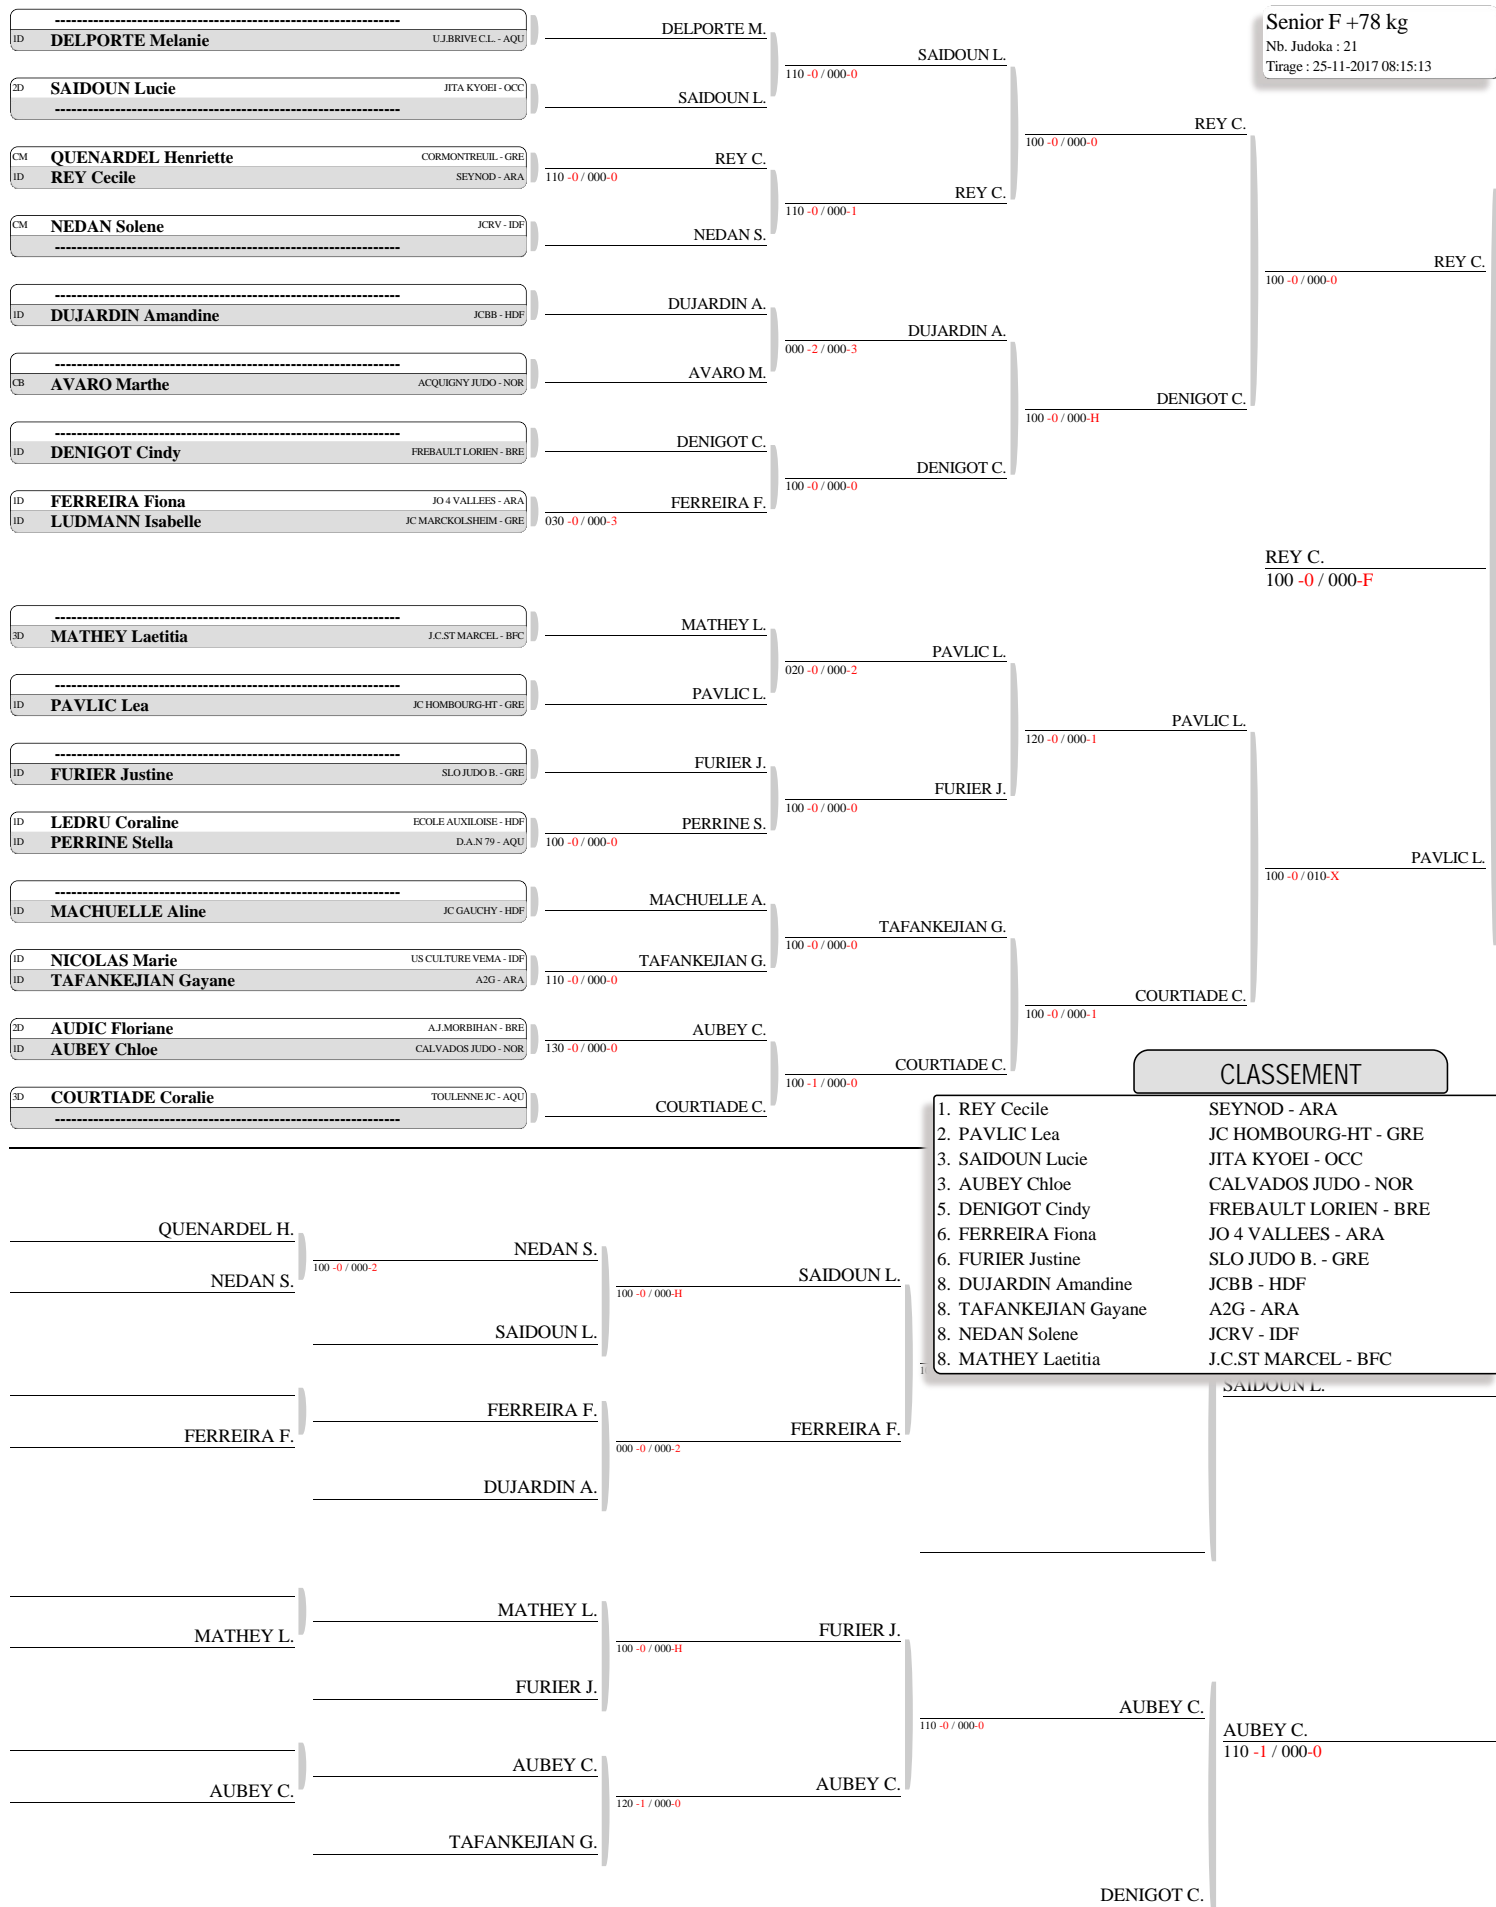 Senior F +78 kg
Nb. Judoka : 21
Tirage : 25-11-2017 08:15:13
----------------------------------------------------------------
1D DELPORTE Melanie U.J.BRIVE C.L. - AQU
2D SAIDOUN Lucie JITA KYOEI - OCC
----------------------------------------------------------------
CM QUENARDEL Henriette CORMONTREUIL - GRE
1D REY Cecile SEYNOD - ARA
CM NEDAN Solene JCRV - IDF
----------------------------------------------------------------
----------------------------------------------------------------
1D DUJARDIN Amandine JCBB - HDF
----------------------------------------------------------------
CB AVARO Marthe ACQUIGNY JUDO - NOR
----------------------------------------------------------------
1D DENIGOT Cindy FREBAULT LORIEN - BRE
1D FERREIRA Fiona JO 4 VALLEES - ARA
1D LUDMANN Isabelle JC MARCKOLSHEIM - GRE
----------------------------------------------------------------
3D MATHEY Laetitia J.C.ST MARCEL - BFC
----------------------------------------------------------------
1D PAVLIC Lea JC HOMBOURG-HT - GRE
----------------------------------------------------------------
1D FURIER Justine SLO JUDO B. - GRE
1D LEDRU Coraline ECOLE AUXILOISE - HDF
1D PERRINE Stella D.A.N 79 - AQU
----------------------------------------------------------------
1D MACHUELLE Aline JC GAUCHY - HDF
1D NICOLAS Marie US CULTURE VEMA - IDF
1D TAFANKEJIAN Gayane A2G - ARA
2D AUDIC Floriane A.J.MORBIHAN - BRE
1D AUBEY Chloe CALVADOS JUDO - NOR
3D COURTIADE Coralie TOULENNE JC - AQU
----------------------------------------------------------------
DELPORTE M.
SAIDOUN L.
REY C.
110 -0 / 000-0
NEDAN S.
DUJARDIN A.
AVARO M.
DENIGOT C.
FERREIRA F.
030 -0 / 000-3
MATHEY L.
PAVLIC L.
FURIER J.
PERRINE S.
100 -0 / 000-0
MACHUELLE A.
TAFANKEJIAN G.
110 -0 / 000-0
AUBEY C.
130 -0 / 000-0
COURTIADE C.
SAIDOUN L.
110 -0 / 000-0
REY C.
110 -0 / 000-1
DUJARDIN A.
000 -2 / 000-3
DENIGOT C.
100 -0 / 000-0
PAVLIC L.
020 -0 / 000-2
FURIER J.
100 -0 / 000-0
TAFANKEJIAN G.
100 -0 / 000-0
COURTIADE C.
100 -1 / 000-0
REY C.
100 -0 / 000-0
DENIGOT C.
100 -0 / 000-H
PAVLIC L.
120 -0 / 000-1
COURTIADE C.
100 -0 / 000-1
REY C.
100 -0 / 000-0
PAVLIC L.
100 -0 / 010-X
REY C.
100 -0 / 000-F
CLASSEMENT
1. REY Cecile SEYNOD - ARA
2. PAVLIC Lea JC HOMBOURG-HT - GRE
3. SAIDOUN Lucie JITA KYOEI - OCC
3. AUBEY Chloe CALVADOS JUDO - NOR
5. DENIGOT Cindy FREBAULT LORIEN - BRE
6. FERREIRA Fiona JO 4 VALLEES - ARA
6. FURIER Justine SLO JUDO B. - GRE
8. DUJARDIN Amandine JCBB - HDF
8. TAFANKEJIAN Gayane A2G - ARA
8. NEDAN Solene JCRV - IDF
8. MATHEY Laetitia J.C.ST MARCEL - BFC
QUENARDEL H.
NEDAN S.
FERREIRA F.
MATHEY L.
AUBEY C.
NEDAN S.
100 -0 / 000-2
SAIDOUN L.
FERREIRA F.
DUJARDIN A.
MATHEY L.
FURIER J.
AUBEY C.
TAFANKEJIAN G.
SAIDOUN L.
100 -0 / 000-H
FERREIRA F.
000 -0 / 000-2
FURIER J.
100 -0 / 000-H
AUBEY C.
120 -1 / 000-0
AUBEY C.
110 -0 / 000-0
DENIGOT C.
SAIDOUN L.
AUBEY C.
110 -1 / 000-0